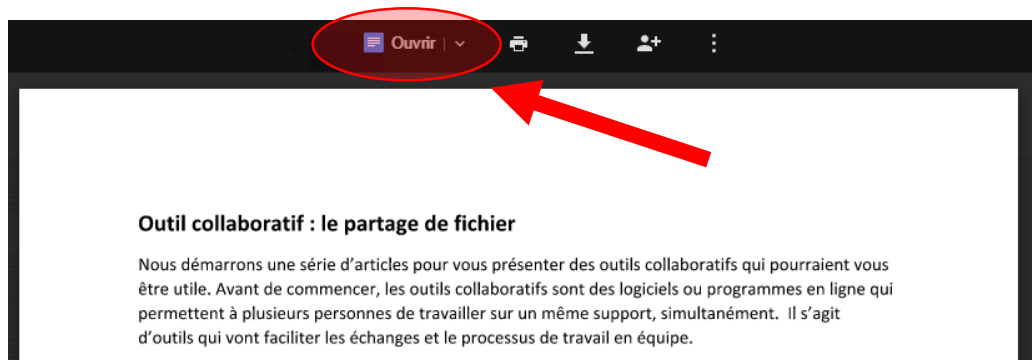 Ouvrir
Outil collaboratif : le partage de fichier
Nous démarrons une série d’articles pour vous présenter des outils collaboratifs qui pourraient vous
être utile. Avant de commencer, les outils collaboratifs sont des logiciels ou programmes en ligne qui
permettent à plusieurs personnes de travailler sur un même support, simultanément.  Il s’agit
d’outils qui vont faciliter les échanges et le processus de travail en équipe.